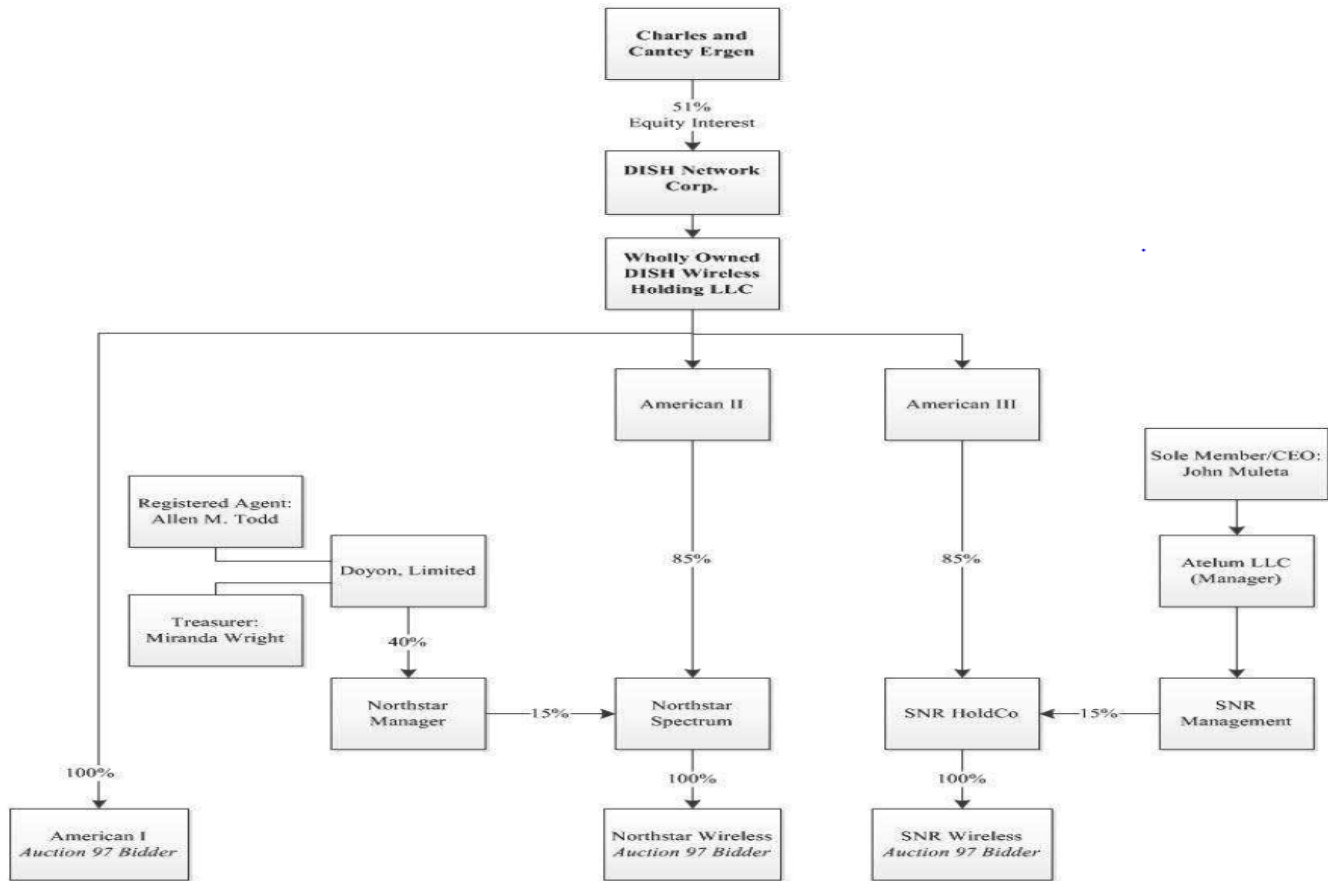 Charles and
Cantey Ergen
51%
Equity Interest
DISH Network
Corp.
Wholly Owned
DISH Wireless
Holding LLC
American II
American III
Sole Member/CEO:
John Muleta
Registered Agent:
Allen M. Todd
Doyon, Limited
85%
85%
Atelum LLC
(Manager)
Treasurer:
Miranda Wright
40%
Northstar
Manager
15%
Northstar
Spectrum
SNR HoldCo
15%
SNR
Management
100%
100%
100%
American I
Auction 97 Bidder
Northstar Wireless
Auction 97 Bidder
SNR Wireless
Auction 97 Bidder